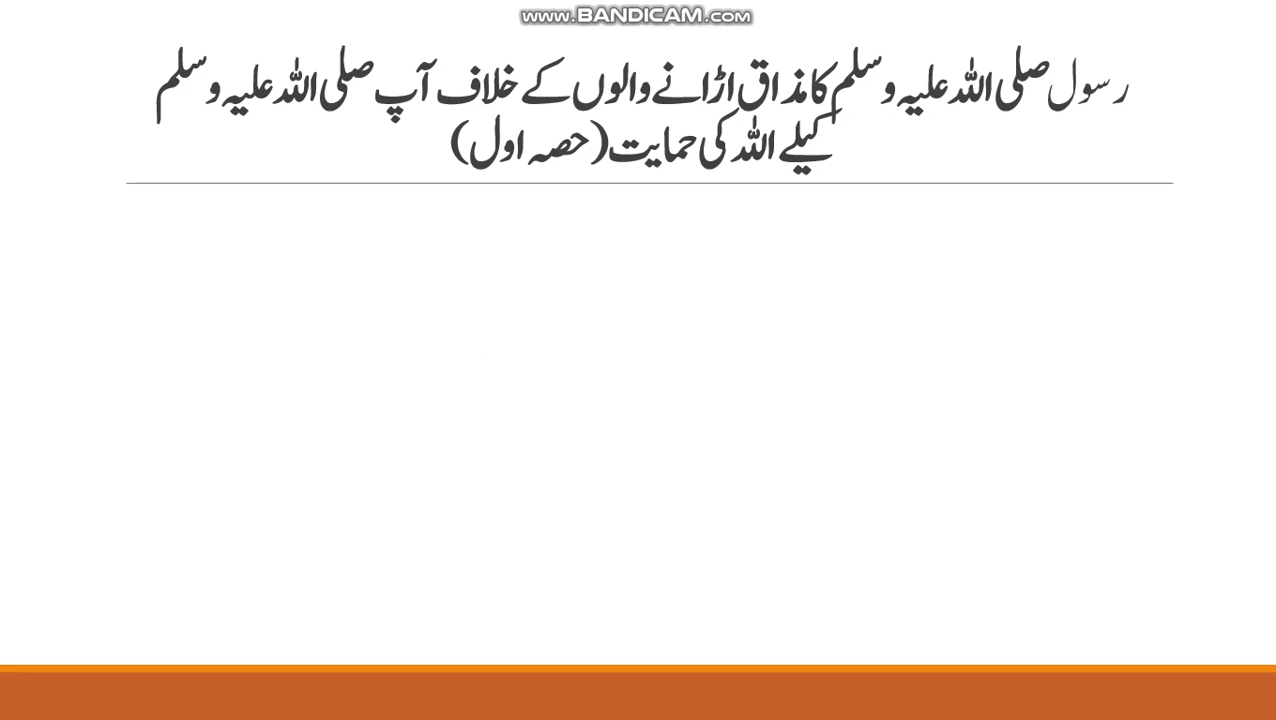 www.BANDICAM.com
رسول صلی اللہ علیہ وسلم کا مذاق اڑانے والوں کے خلاف آپ صلی اللہ علیہ وسلم
کیلے اللہ کی حمایت (حصہ اول)